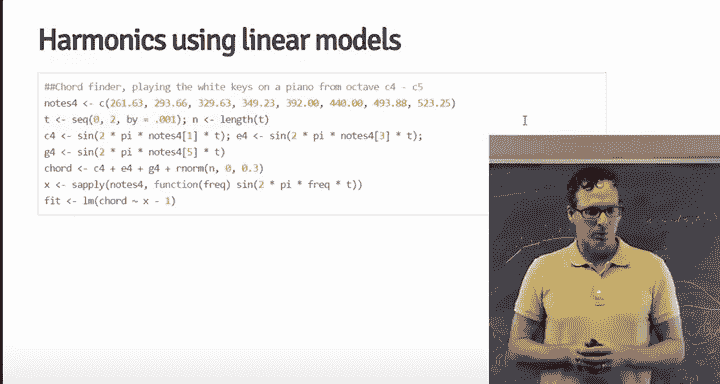 Harmonics using linear models
##Chord finder, playing the white keys on a piano from octave c4 - c5
notes4 <- c(261.63, 293.66, 329.63, 349.23, 392.00, 440.00, 493.88, 523.25)
t <- seq(0, 2, by = .001); n <- length(t)
c4 <- sin(2 * pi * notes4[1] * t); e4 <- sin(2 * pi * notes4[3] * t);
g4 <- sin(2 * pi * notes4[5] * t)
chord <- c4 + e4 + g4 + rnorm(n, 0, 0.3)
x <- sapply(notes4, function(freq) sin(2 * pi * freq * t))
fit <- lm(chord ~ x - 1)